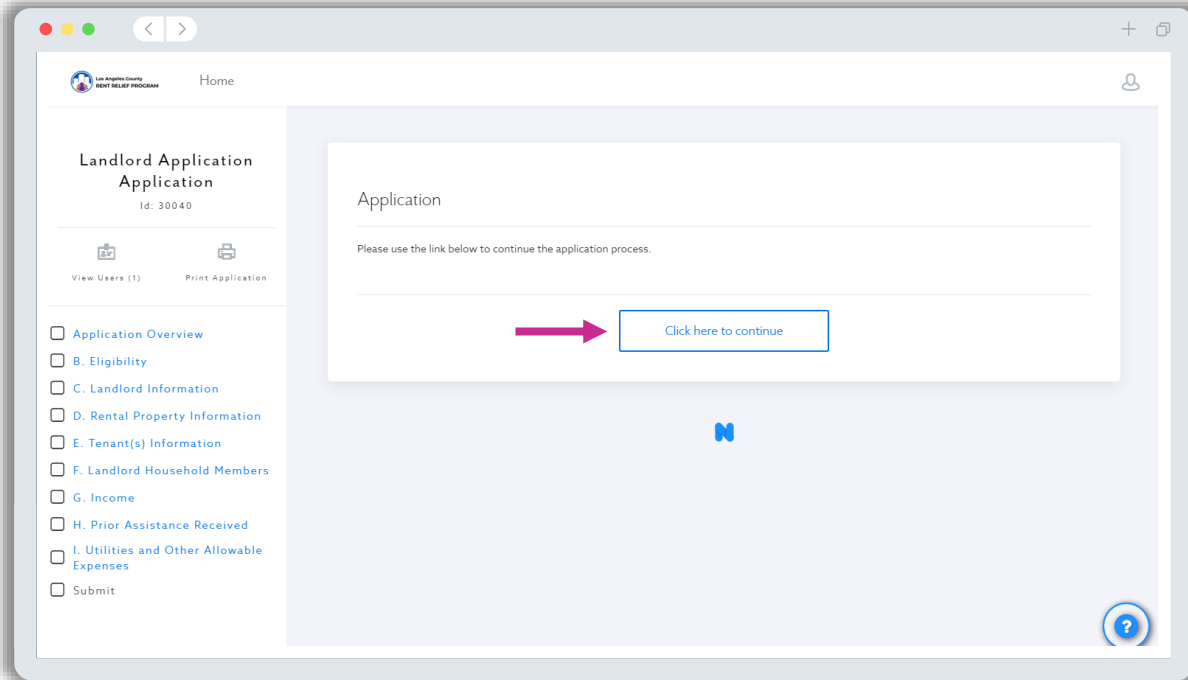 Los Angeles County
RENT RELIEF PROGRAM
Home
Landlord Application
Application
Id: 30040
View Users (1)
Print Application
Application Overview
B. Eligibility
C. Landlord Information
D. Rental Property Information
E. Tenant(s) Information
F. Landlord Household Members
G. Income
H. Prior Assistance Received
I. Utilities and Other Allowable
Expenses
Submit
Application
Please use the link below to continue the application process.
Click here to continue
N
?